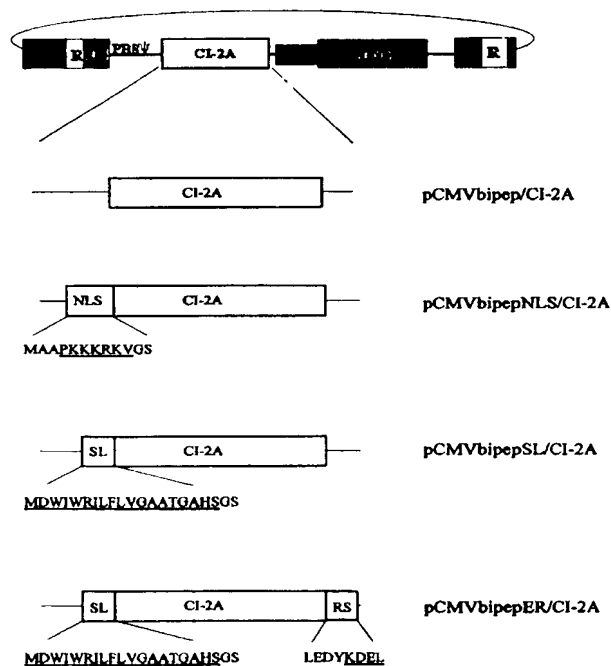 R
CI-2A
R
CI-2A
pCMVbipep/CI-2A
NLS CI-2A
pCMVbipepNLS/CI-2A
MAAPKKKRKVGS
SL CI-2A
pCMVbipepSL/CI-2A
MDWIWRILFLVGAATGAHSGS
SL CI-2A RS
pCMVbipepER/CI-2A
MDWIWRILFLVGAATGAHSGS LEDYKDEL